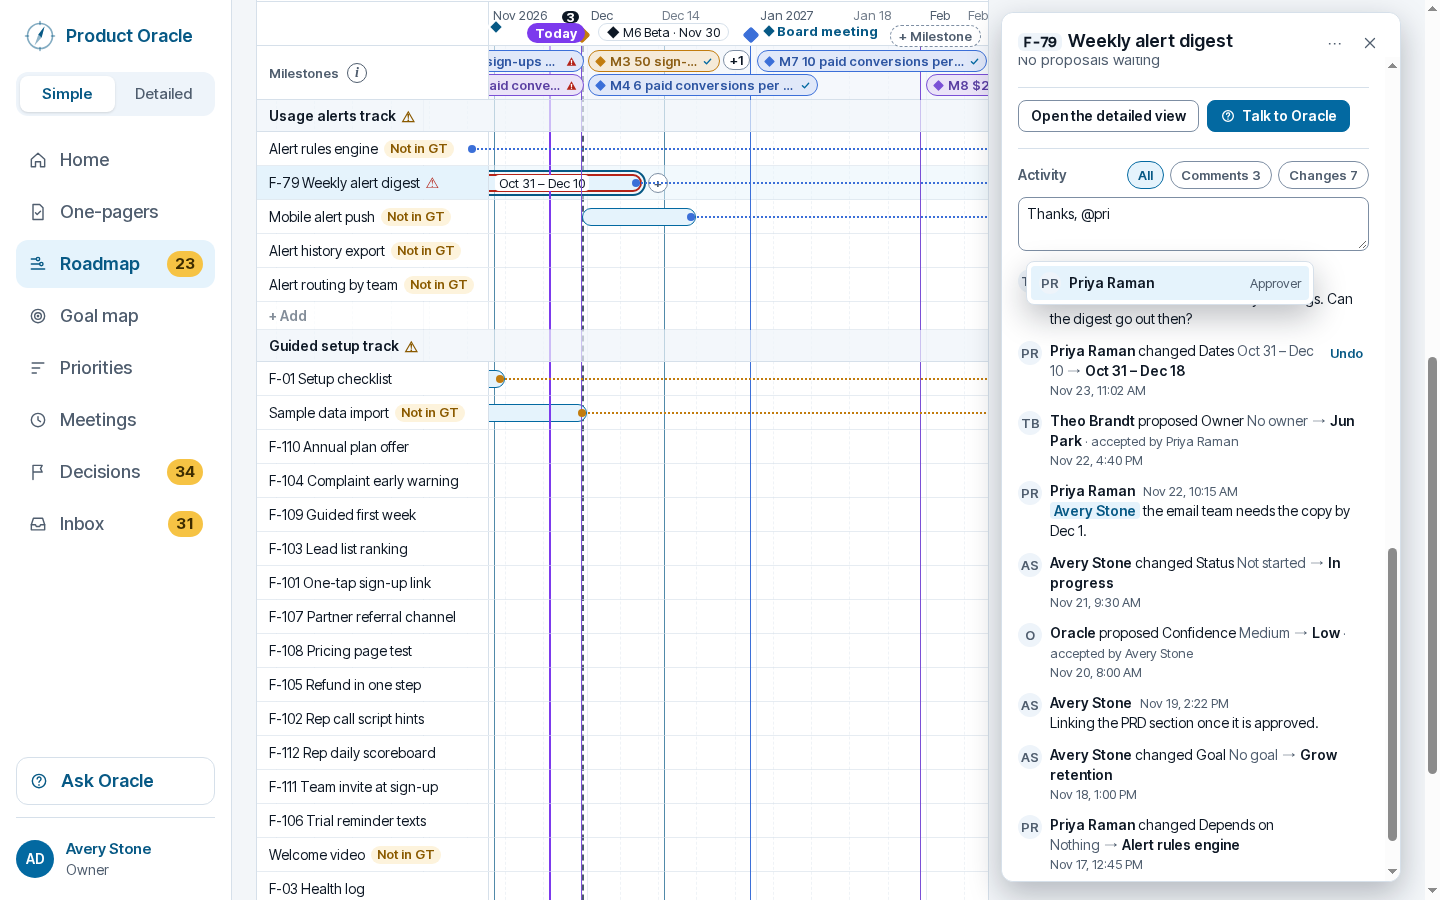 Product Oracle
Simple
Detailed
Home
One-pagers
Roadmap
23
Goal map
Priorities
Meetings
Decisions
34
Inbox
31
Ask Oracle
AD
Avery Stone
Owner
Nov 2026
3
Dec
Dec 14
Jan 2027
Jan 18
Feb
Feb
Today
M6 Beta · Nov 30
Board meeting
+ Milestone
Milestones
i
sign-ups ...
M3 50 sign-...
+1
M7 10 paid conversions per...
aid conve...
M4 6 paid conversions per ...
M8 $2
Usage alerts track
Alert rules engine
Not in GT
F-79 Weekly alert digest
Oct 31 – Dec 10
Mobile alert push
Not in GT
Alert history export
Not in GT
Alert routing by team
Not in GT
+ Add
Guided setup track
F-01 Setup checklist
Sample data import
Not in GT
F-110 Annual plan offer
F-104 Complaint early warning
F-109 Guided first week
F-103 Lead list ranking
F-101 One-tap sign-up link
F-107 Partner referral channel
F-108 Pricing page test
F-105 Refund in one step
F-102 Rep call script hints
F-112 Rep daily scoreboard
F-111 Team invite at sign-up
F-106 Trial reminder texts
Welcome video
Not in GT
F-03 Health log
F-79 Weekly alert digest
No proposals waiting
Open the detailed view
Talk to Oracle
Activity
All
Comments 3
Changes 7
Thanks, @pri
PR Priya Raman Approver
gs. Can
the digest go out then?
PR Priya Raman changed Dates Oct 31 – Dec
10 → Oct 31 – Dec 18
Undo
Nov 23, 11:02 AM
TB Theo Brandt proposed Owner No owner → Jun
Park · accepted by Priya Raman
Nov 22, 4:40 PM
PR Priya Raman Nov 22, 10:15 AM
Avery Stone the email team needs the copy by
Dec 1.
AS Avery Stone changed Status Not started → In
progress
Nov 21, 9:30 AM
O Oracle proposed Confidence Medium → Low ·
accepted by Avery Stone
Nov 20, 8:00 AM
AS Avery Stone Nov 19, 2:22 PM
Linking the PRD section once it is approved.
AS Avery Stone changed Goal No goal → Grow
retention
Nov 18, 1:00 PM
PR Priya Raman changed Depends on
Nothing → Alert rules engine
Nov 17, 12:45 PM